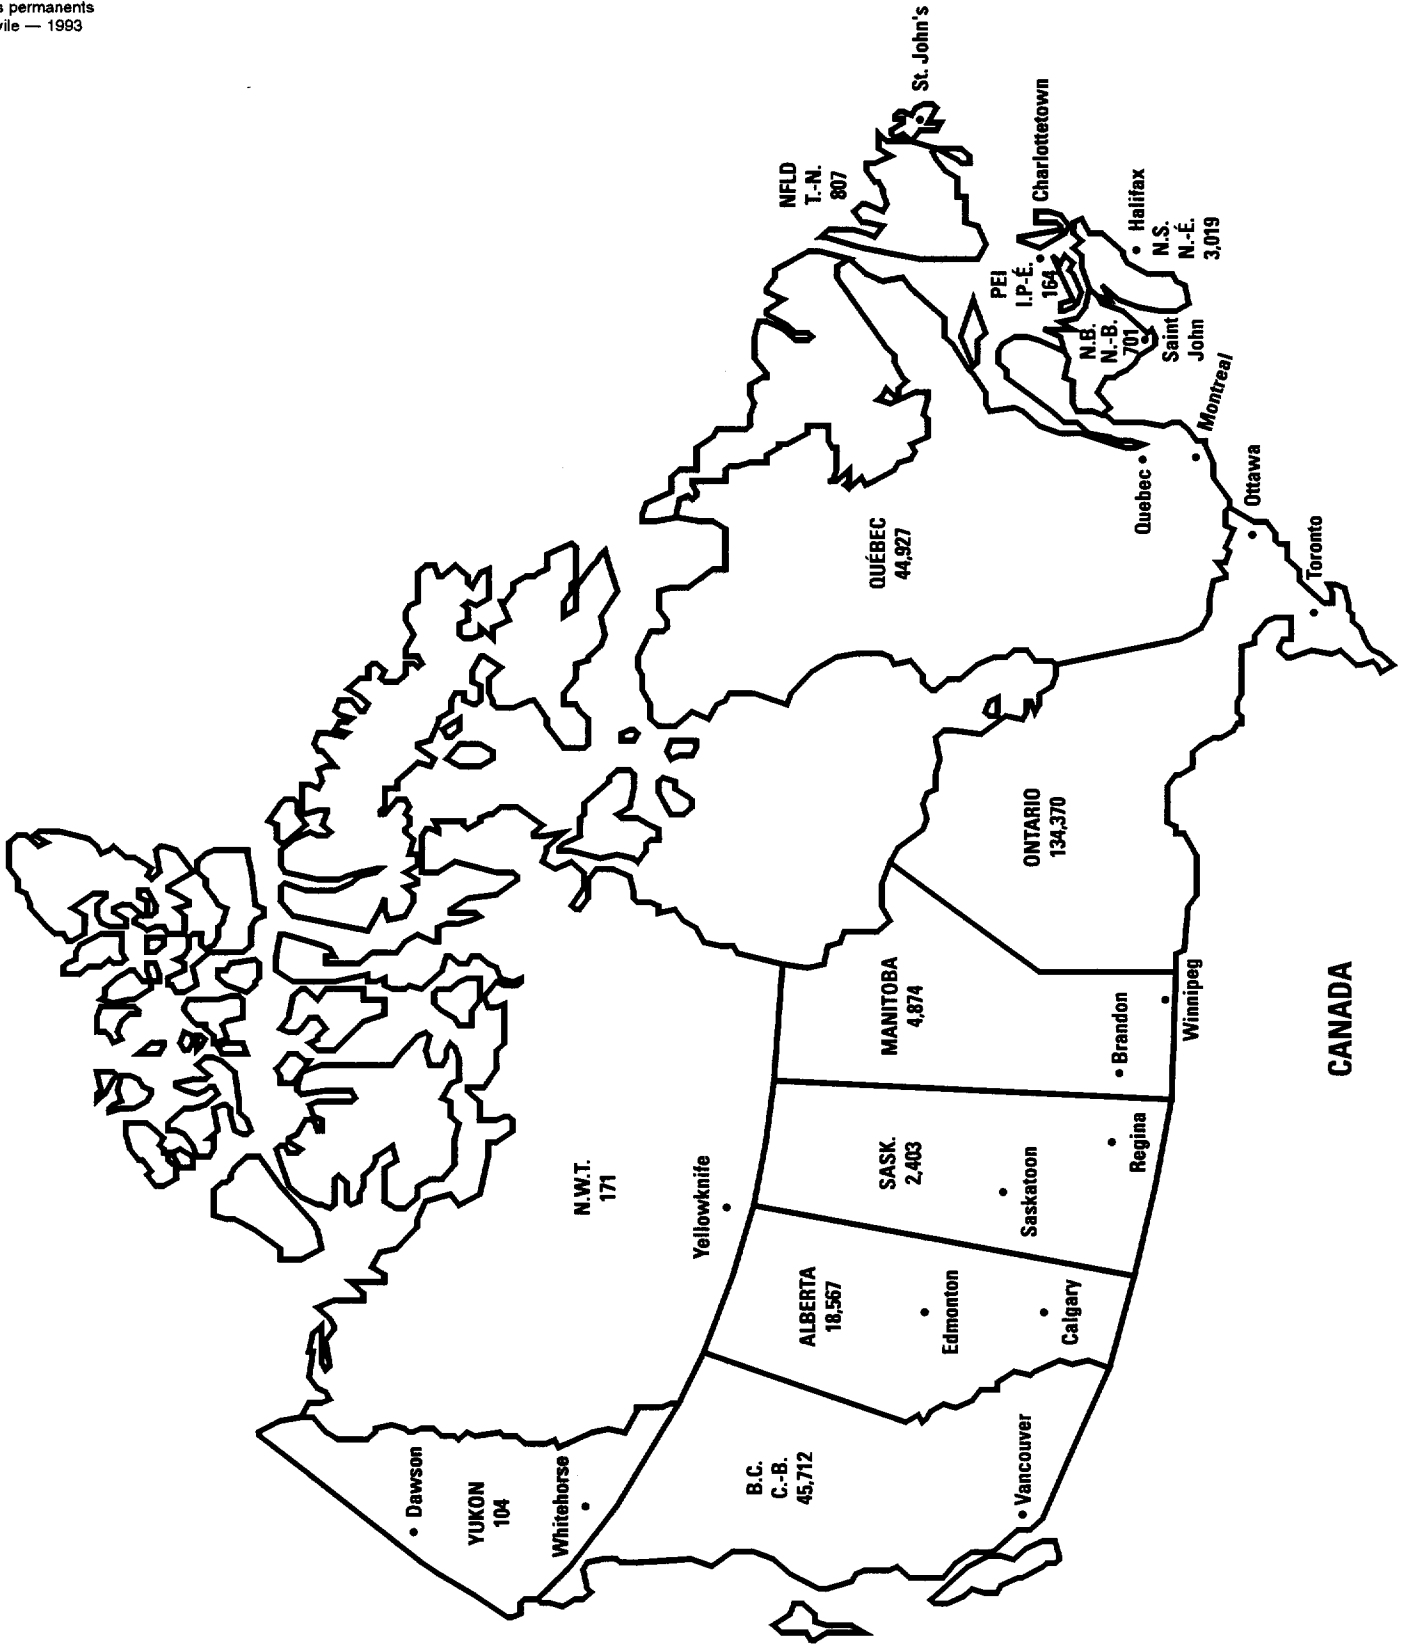 permanents
— 1993
St. John's
NFLD
T.-N.
807
Charlottetown
PEI
I.P.-É.
164
Halifax
N.S.
N.-É.
3,019
N.B.
N.-B.
701
Saint
John
Montreal
Quebec
Ottawa
Toronto
QUÉBEC
44,927
ONTARIO
134,370
MANITOBA
4,874
Brandon
Winnipeg
SASK.
2,403
Saskatoon
Regina
N.W.T.
171
Yellowknife
ALBERTA
18,567
Edmonton
Calgary
B.C.
C.-B.
45,712
Vancouver
Dawson
YUKON
104
Whitehorse
CANADA